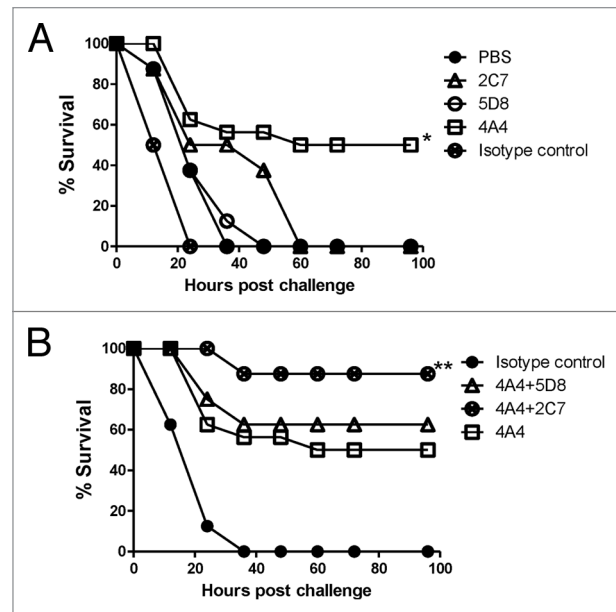 A
100
80
60
40
20
0
% Survival
0 20 40 60 80 100
Hours post challenge
PBS
2C7
5D8
4A4
Isotype control
*
B
100
80
60
40
20
0
% Survival
0 20 40 60 80 100
Hours post challenge
Isotype control
4A4+5D8
4A4+2C7
4A4
**